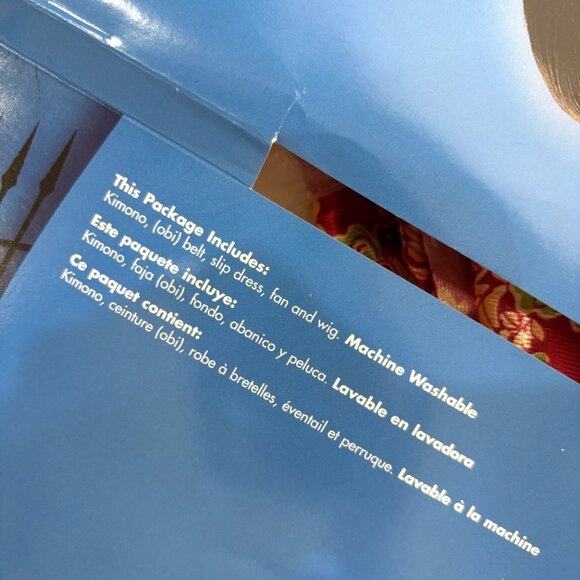 This Package Includes:
Kimono, (obi) belt, slip dress, fan and wig. Machine Washable
Este paquete incluye:
Kimono, faja (obi), fondo, abanico y peluca. Lavable en lavadora
Ce paquet contient:
Kimono, ceinture (obi), robe à bretelles, éventail et perruque. Lavable à la machine